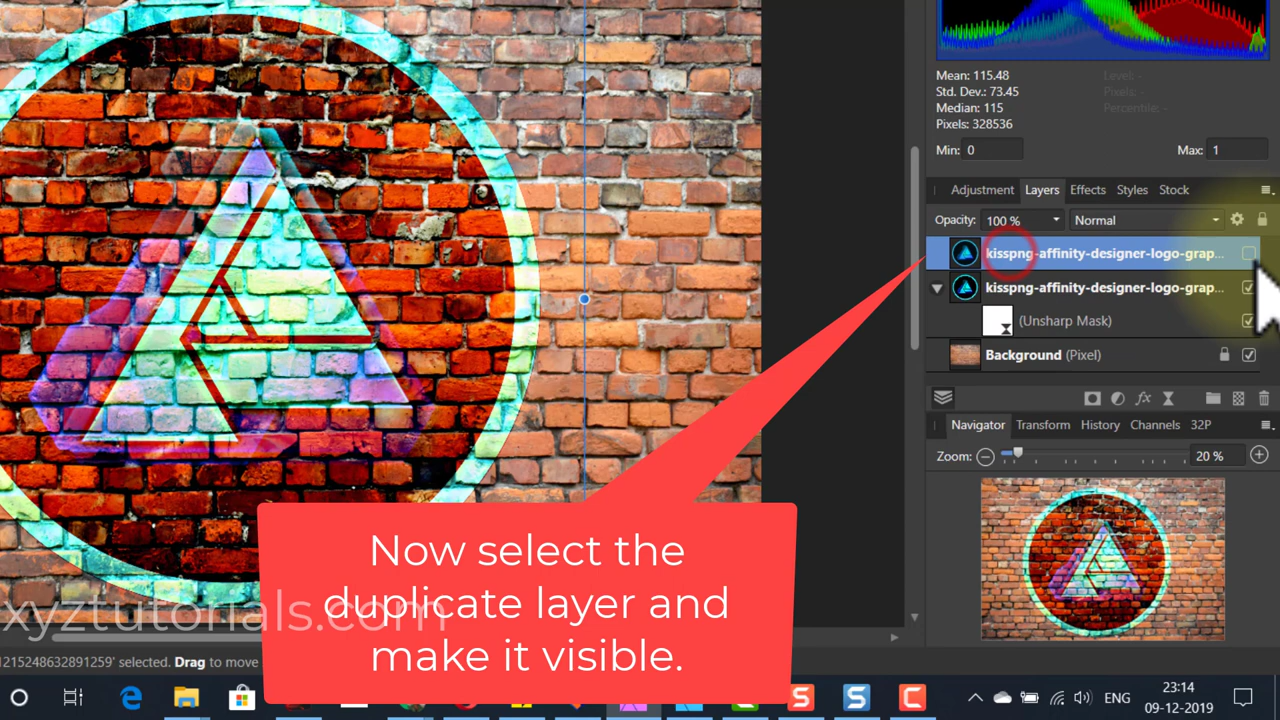 Mean: 115.48
Level: -
Std. Dev.: 73.45
Pixels: -
Median: 115
Percentile: -
Pixels: 328536
Min: 0
Max: 1
Adjustment Layers Effects Styles Stock
Opacity: 100 % Normal
kisspng-affinity-designer-logo-grap...
kisspng-affinity-designer-logo-grap...
(Unsharp Mask)
Background (Pixel)
fx
Navigator Transform History Channels 32P
Zoom: 20 %
Now select the
duplicate layer and
make it visible.
xyztutorials.com
1215248632891259' selected. Drag to move
ENG
23:14
09-12-2019